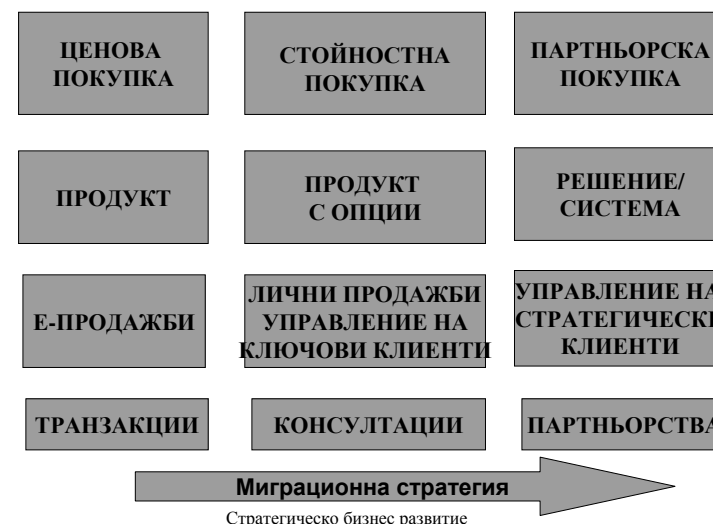 ЦЕНОВА
ПОКУПКА
СТОЙНОСТНА
ПОКУПКА
ПАРТНЬОРСКА
ПОКУПКА
ПРОДУКТ
ПРОДУКТ
С ОПЦИИ
РЕШЕНИЕ/
СИСТЕМА
Е-ПРОДАЖБИ
ЛИЧНИ ПРОДАЖБИ
УПРАВЛЕНИЕ НА
КЛЮЧОВИ КЛИЕНТИ
УПРАВЛЕНИЕ НА
СТРАТЕГИЧЕСКИ
КЛИЕНТИ
ТРАНЗАКЦИИ
КОНСУЛТАЦИИ
ПАРТНЬОРСТВА
Миграционна стратегия
Стратегическо бизнес развитие